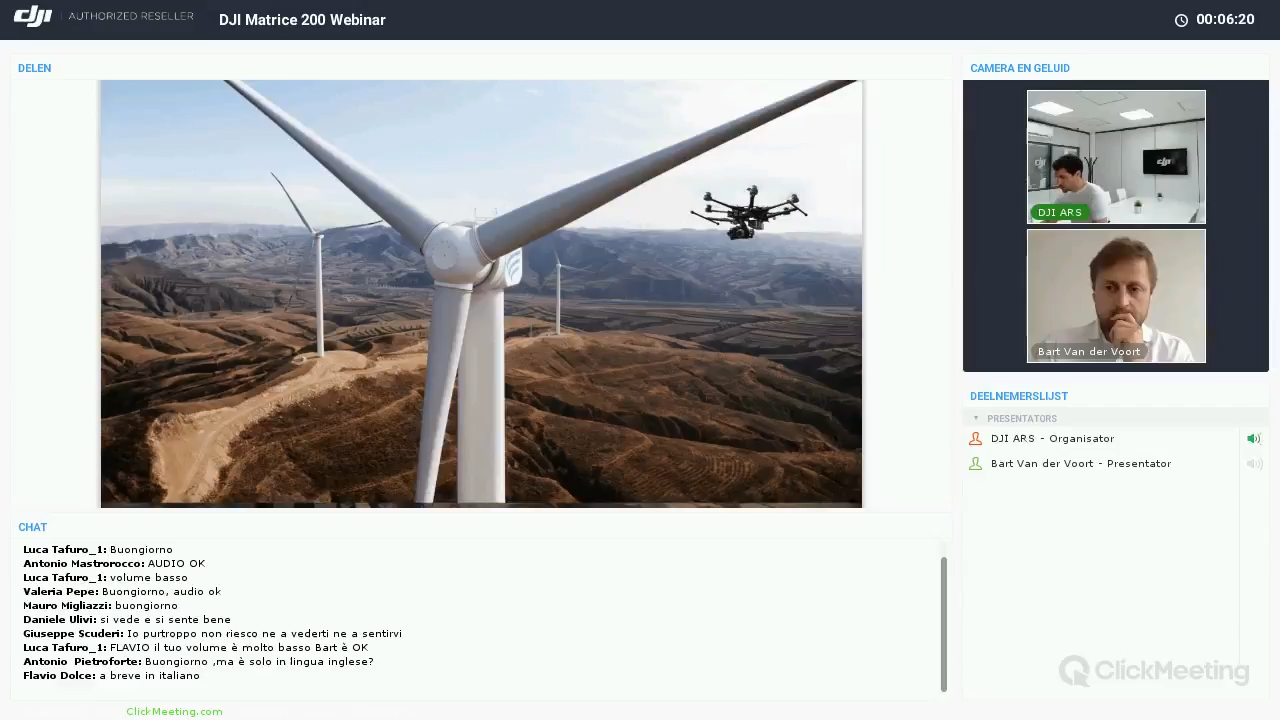 dji AUTHORIZED RESELLER DJI Matrice 200 Webinar 00:06:20
DELEN
CAMERA EN GELUID
dji
dji
DJI ARS
Bart Van der Voort
DEELNEMERSLIJST
PRESENTATORS
DJI ARS - Organisator
Bart Van der Voort - Presentator
CHAT
Luca Tafuro_1: Buongiorno
Antonio Mastrorocco: AUDIO OK
Luca Tafuro_1: volume basso
Valeria Pepe: Buongiorno, audio ok
Mauro Migliazzi: buongiorno
Daniele Ulivi: si vede e si sente bene
Giuseppe Scuderi: Io purtroppo non riesco ne a vederti ne a sentirvi
Luca Tafuro_1: FLAVIO il tuo volume è molto basso Bart è OK
Antonio Pietroforte: Buongiorno ,ma è solo in lingua inglese?
Flavio Dolce: a breve in italiano
ClickMeeting
ClickMeeting.com